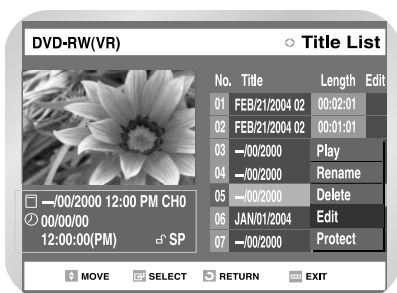 DVD-RW(VR) Title List
No. Title Length Edit
01 FEB/21/2004 02 00:02:01
02 FEB/21/2004 02 00:01:01
03 –/00/2000 Play
04 –/00/2000 Rename
05 –/00/2000 Delete
06 JAN/01/2004 Edit
07 –/00/2000 Protect
–/00/2000 12:00 PM CH0
00/00/00
12:00:00(PM) SP
MOVE SELECT RETURN EXIT